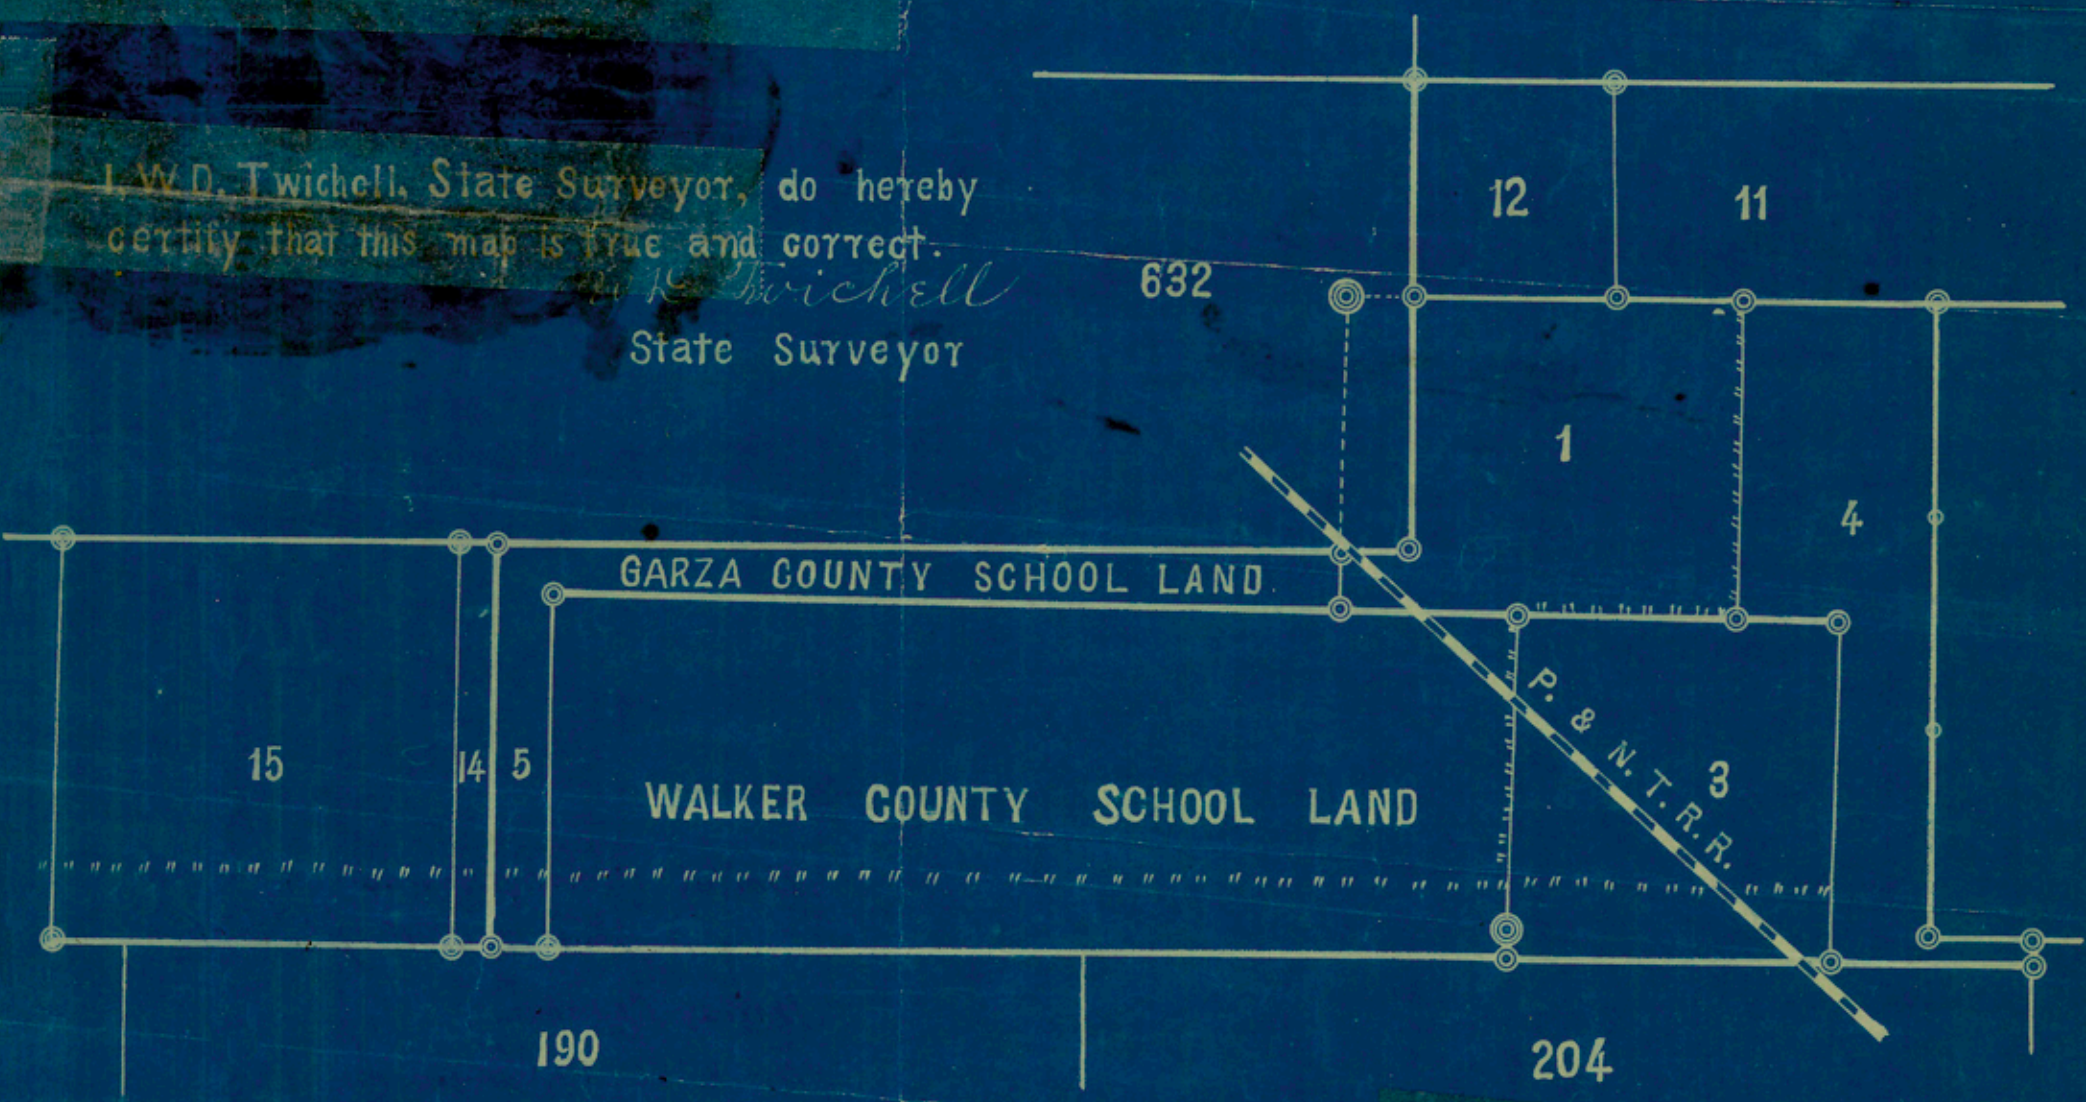 I, W.D. Twichell, State Surveyor, do hereby
certify that this map is true and correct.
W D Twichell
State Surveyor
632
12
11
1
4
GARZA COUNTY SCHOOL LAND.
15
14
5
WALKER COUNTY SCHOOL LAND
P. & N. T. R. R.
3
190
204